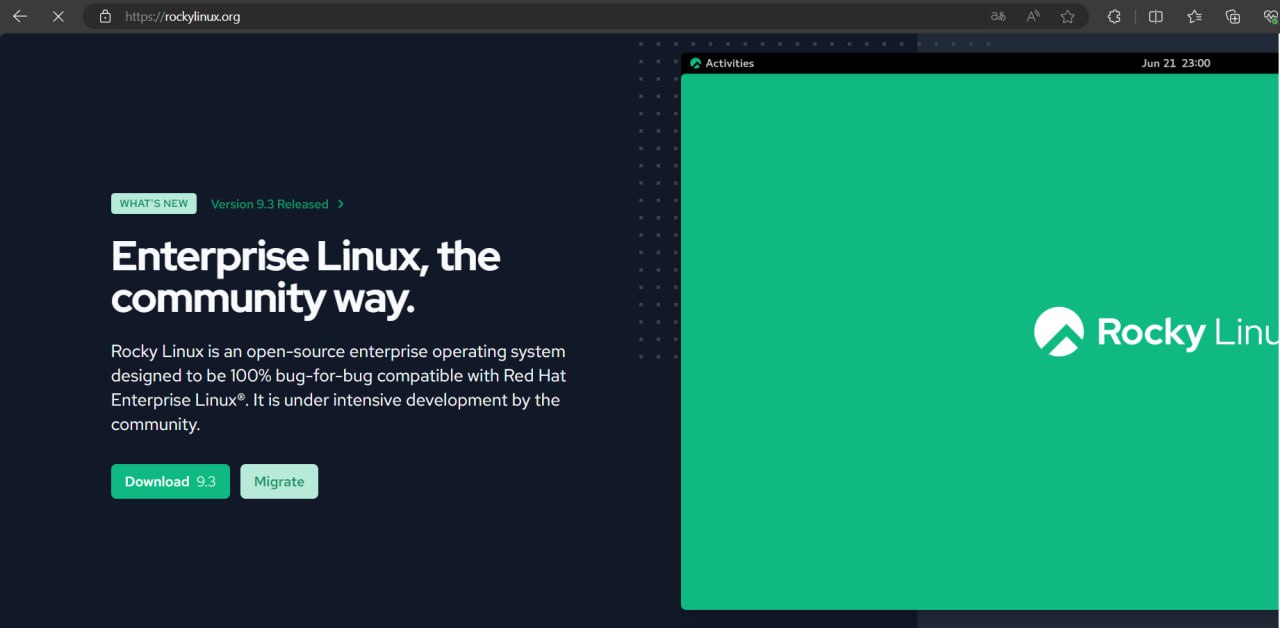 https://rockylinux.org
Activities
Jun 21 23:00
WHAT'S NEW Version 9.3 Released
Enterprise Linux, the
community way.
Rocky Linux is an open-source enterprise operating system
designed to be 100% bug-for-bug compatible with Red Hat
Enterprise Linux®. It is under intensive development by the
community.
Download 9.3 Migrate
Rocky Linu